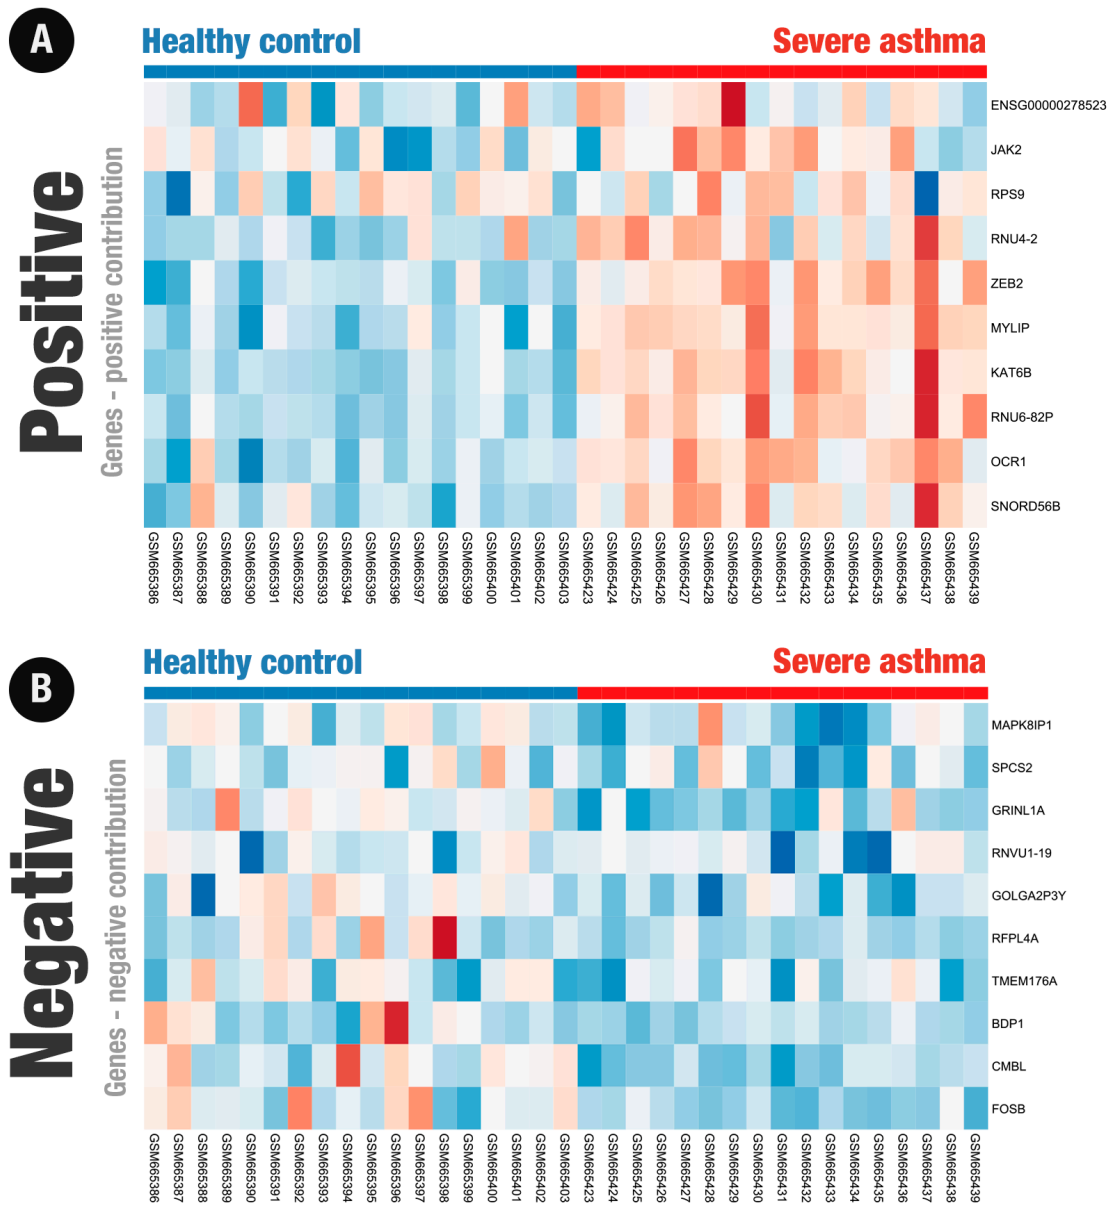 A
Healthy control
Severe asthma
Positive
Genes - positive contribution
ENSG00000278523
JAK2
RPS9
RNU4-2
ZEB2
MYLIP
KAT6B
RNU6-82P
OCR1
SNORD56B
GSM665386
GSM665387
GSM665388
GSM665389
GSM665390
GSM665391
GSM665392
GSM665393
GSM665394
GSM665395
GSM665396
GSM665397
GSM665398
GSM665399
GSM665400
GSM665401
GSM665402
GSM665403
GSM665423
GSM665424
GSM665425
GSM665426
GSM665427
GSM665428
GSM665429
GSM665430
GSM665431
GSM665432
GSM665433
GSM665434
GSM665435
GSM665436
GSM665437
GSM665438
GSM665439
B
Healthy control
Severe asthma
Negative
Genes - negative contribution
MAPK8IP1
SPCS2
GRINL1A
RNVU1-19
GOLGA2P3Y
RFPL4A
TMEM176A
BDP1
CMBL
FOSB
GSM665386
GSM665387
GSM665388
GSM665389
GSM665390
GSM665391
GSM665392
GSM665393
GSM665394
GSM665395
GSM665396
GSM665397
GSM665398
GSM665399
GSM665400
GSM665401
GSM665402
GSM665403
GSM665423
GSM665424
GSM665425
GSM665426
GSM665427
GSM665428
GSM665429
GSM665430
GSM665431
GSM665432
GSM665433
GSM665434
GSM665435
GSM665436
GSM665437
GSM665438
GSM665439